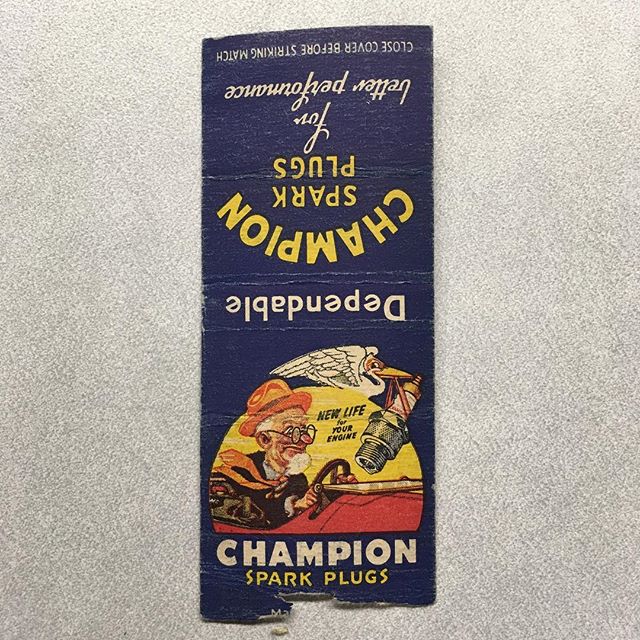 CLOSE COVER BEFORE STRIKING MATCH
for
better performance
CHAMPION
SPARK
PLUGS
Dependable
NEW LIFE
for
YOUR
ENGINE
CHAMPION
SPARK PLUGS